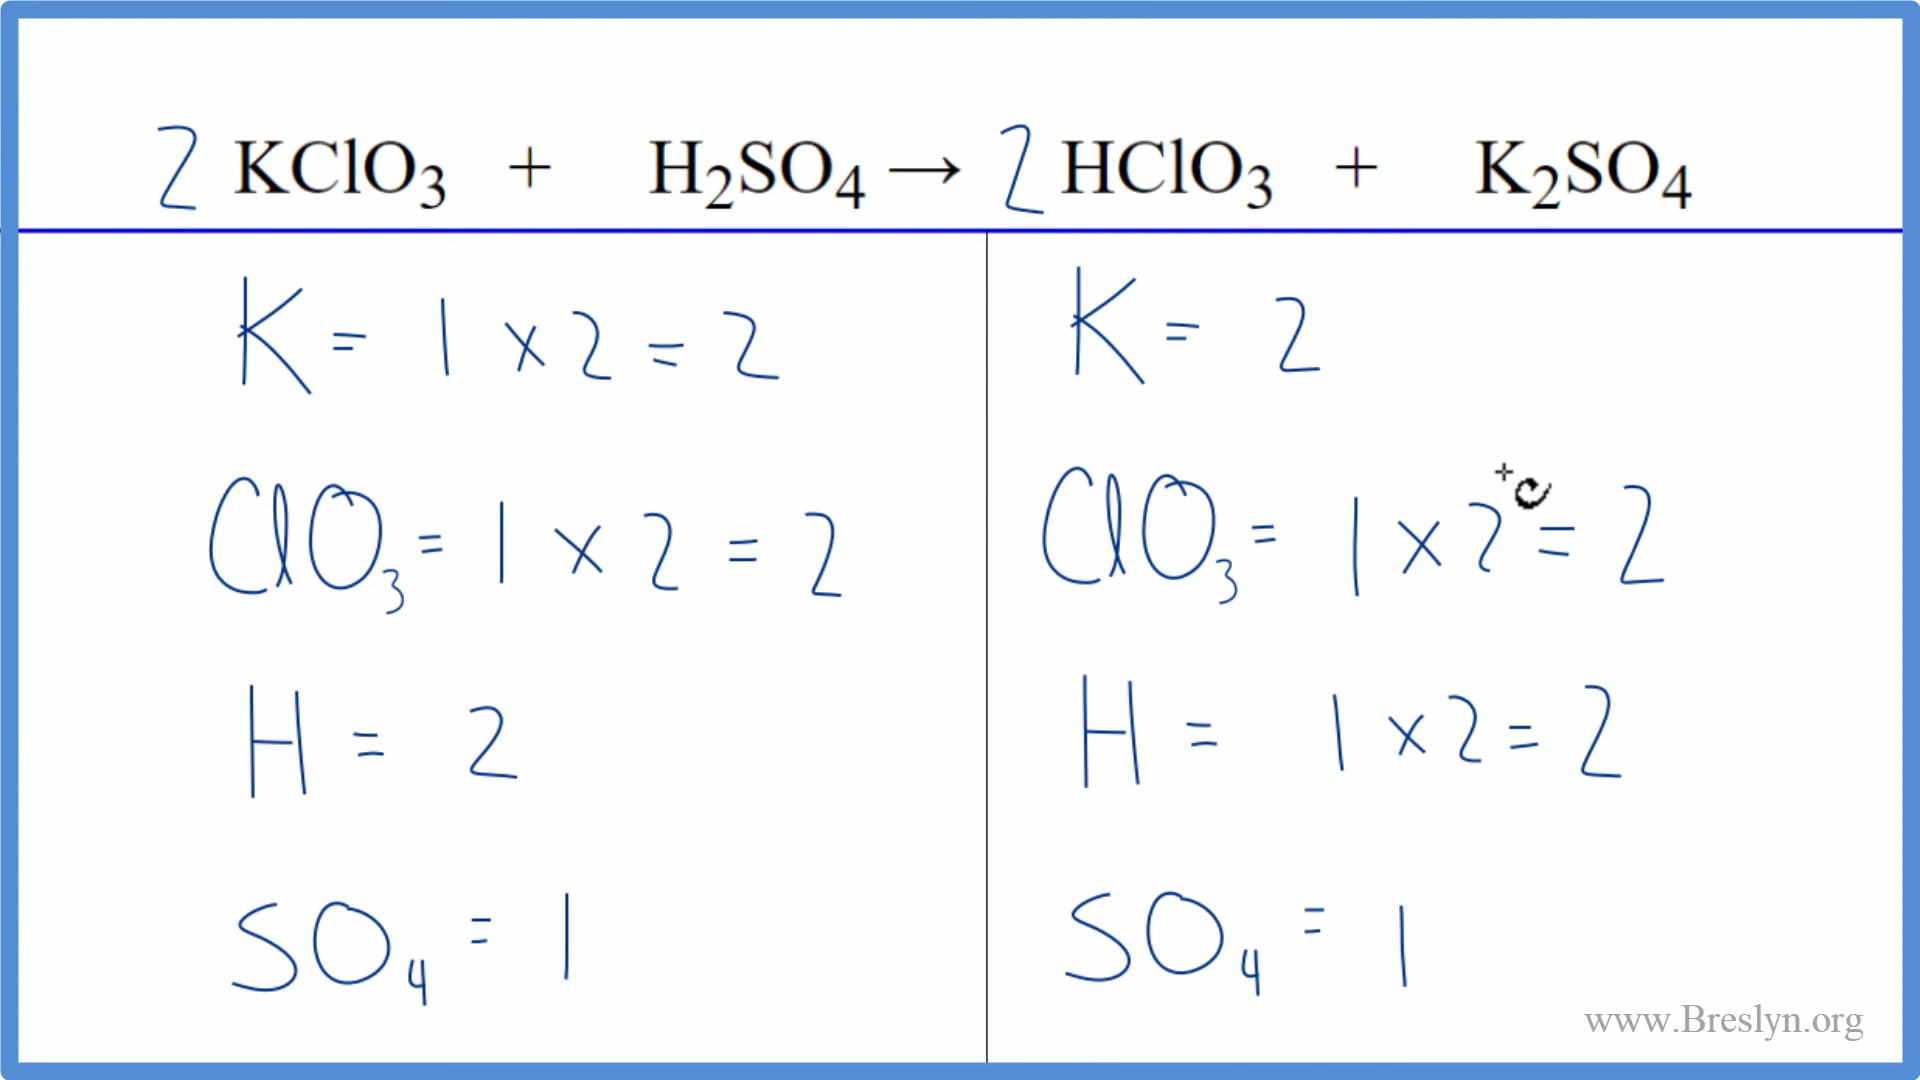 2 KClO₃ + H₂SO₄ → 2 HClO₃ + K₂SO₄
K = 1 x 2 = 2
ClO₃ = 1 x 2 = 2
H = 2
SO₄ = 1
K = 2
ClO₃ = 1 x 2 = 2
H = 1 x 2 = 2
SO₄ = 1
www.Breslyn.org